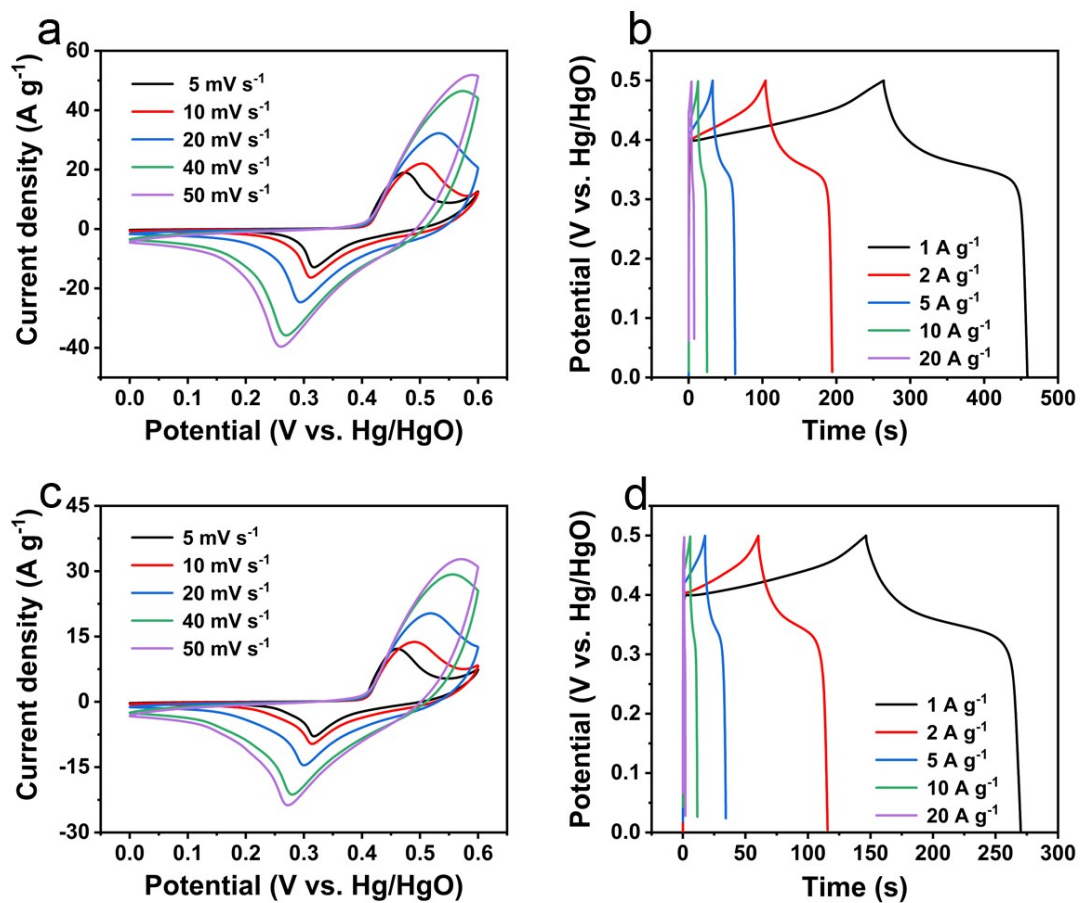 a
60
40
20
0
-20
-40
Current density (A g⁻¹)
5 mV s⁻¹
10 mV s⁻¹
20 mV s⁻¹
40 mV s⁻¹
50 mV s⁻¹
0.0 0.1 0.2 0.3 0.4 0.5 0.6
Potential (V vs. Hg/HgO)
b
0.5
0.4
0.3
0.2
0.1
0.0
Potential (V vs. Hg/HgO)
1 A g⁻¹
2 A g⁻¹
5 A g⁻¹
10 A g⁻¹
20 A g⁻¹
0 100 200 300 400 500
Time (s)
c
45
30
15
0
-15
-30
Current density (A g⁻¹)
5 mV s⁻¹
10 mV s⁻¹
20 mV s⁻¹
40 mV s⁻¹
50 mV s⁻¹
0.0 0.1 0.2 0.3 0.4 0.5 0.6
Potential (V vs. Hg/HgO)
d
0.5
0.4
0.3
0.2
0.1
0.0
Potential (V vs. Hg/HgO)
1 A g⁻¹
2 A g⁻¹
5 A g⁻¹
10 A g⁻¹
20 A g⁻¹
0 50 100 150 200 250 300
Time (s)